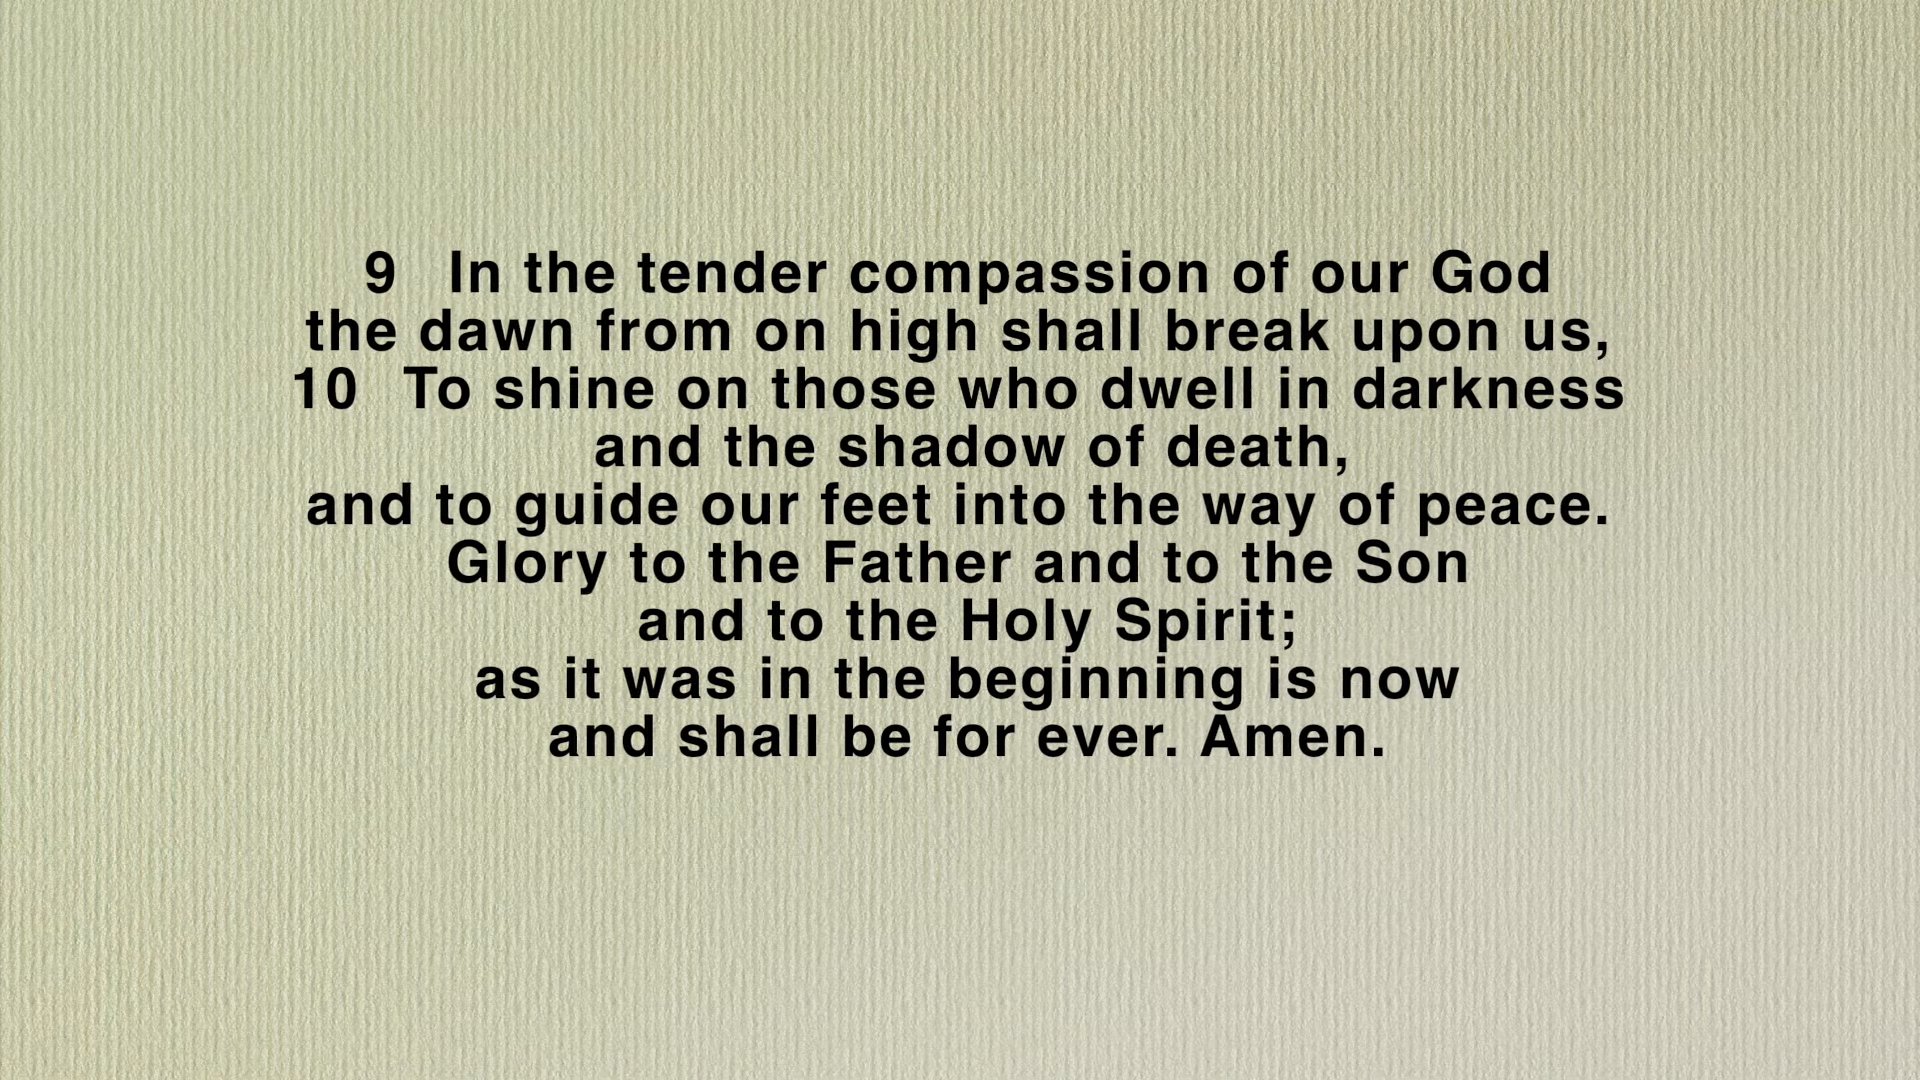 9 In the tender compassion of our God
the dawn from on high shall break upon us,
10 To shine on those who dwell in darkness
and the shadow of death,
and to guide our feet into the way of peace.
Glory to the Father and to the Son
and to the Holy Spirit;
as it was in the beginning is now
and shall be for ever. Amen.